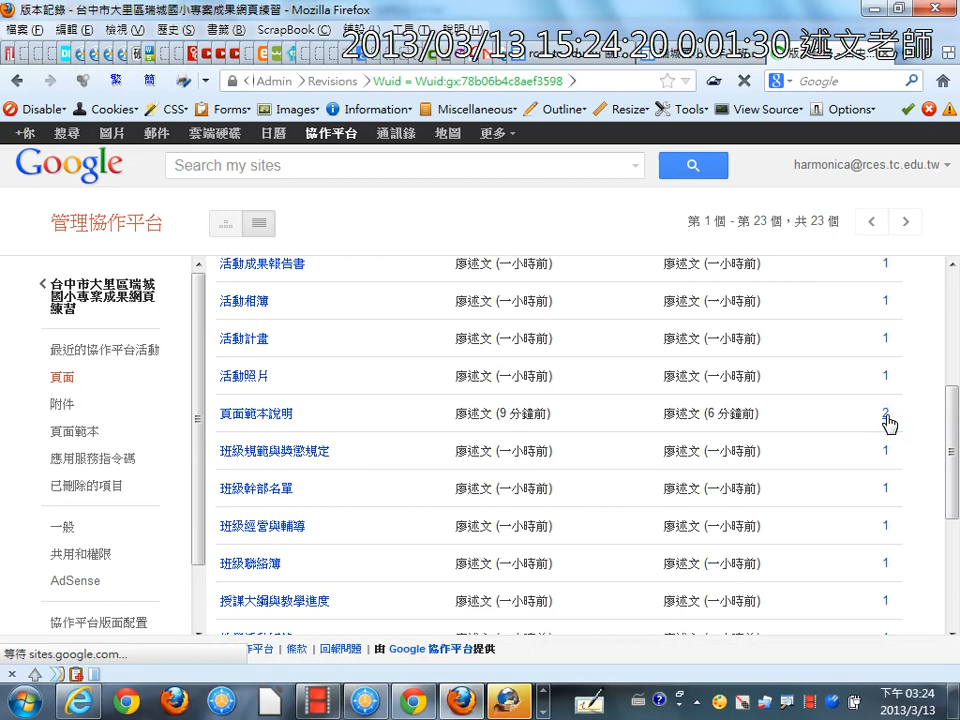 版本記錄 - 台中市大里區瑞城國小專案成果網頁練習 - Mozilla Firefox
檔案(F) 編輯(E) 檢視(V) 歷史(S) 書籤(B) ScrapBook(C) 工具(T)
2013/03/13 15:24:20 0:01:30 述文老師
繁 簡 Admin Revisions Wuid = Wuid:gx:78b06b4c8aef3598 Google
Disable Cookies CSS Forms Images Information Miscellaneous Outline Resize Tools View Source Options
+你 搜尋 圖片 郵件 雲端硬碟 日曆 協作平台 通訊錄 地圖 更多
Google Search my sites harmonica@rces.tc.edu.tw
管理協作平台 第 1 個 - 第 23 個，共 23 個
台中市大里區瑞城國小專業成果網頁練習
最近的協作平台活動
頁面
附件
頁面範本
應用服務指令碼
已刪除的項目
一般
共用和權限
AdSense
協作平台版面配置
活動成果報告書 廖述文 (一小時前) 廖述文 (一小時前) 1
活動相簿 廖述文 (一小時前) 廖述文 (一小時前) 1
活動計畫 廖述文 (一小時前) 廖述文 (一小時前) 1
活動照片 廖述文 (一小時前) 廖述文 (一小時前) 1
頁面範本說明 廖述文 (9 分鐘前) 廖述文 (6 分鐘前) 2
班級規範與獎懲規定 廖述文 (一小時前) 廖述文 (一小時前) 1
班級幹部名單 廖述文 (一小時前) 廖述文 (一小時前) 1
班級經營與輔導 廖述文 (一小時前) 廖述文 (一小時前) 1
班級聯絡簿 廖述文 (一小時前) 廖述文 (一小時前) 1
授課大綱與教學進度 廖述文 (一小時前) 廖述文 (一小時前) 1
等待 sites.google.com...
作平台 | 條款 | 回報問題 | 由 Google 協作平台提供
下午 03:24
2013/3/13